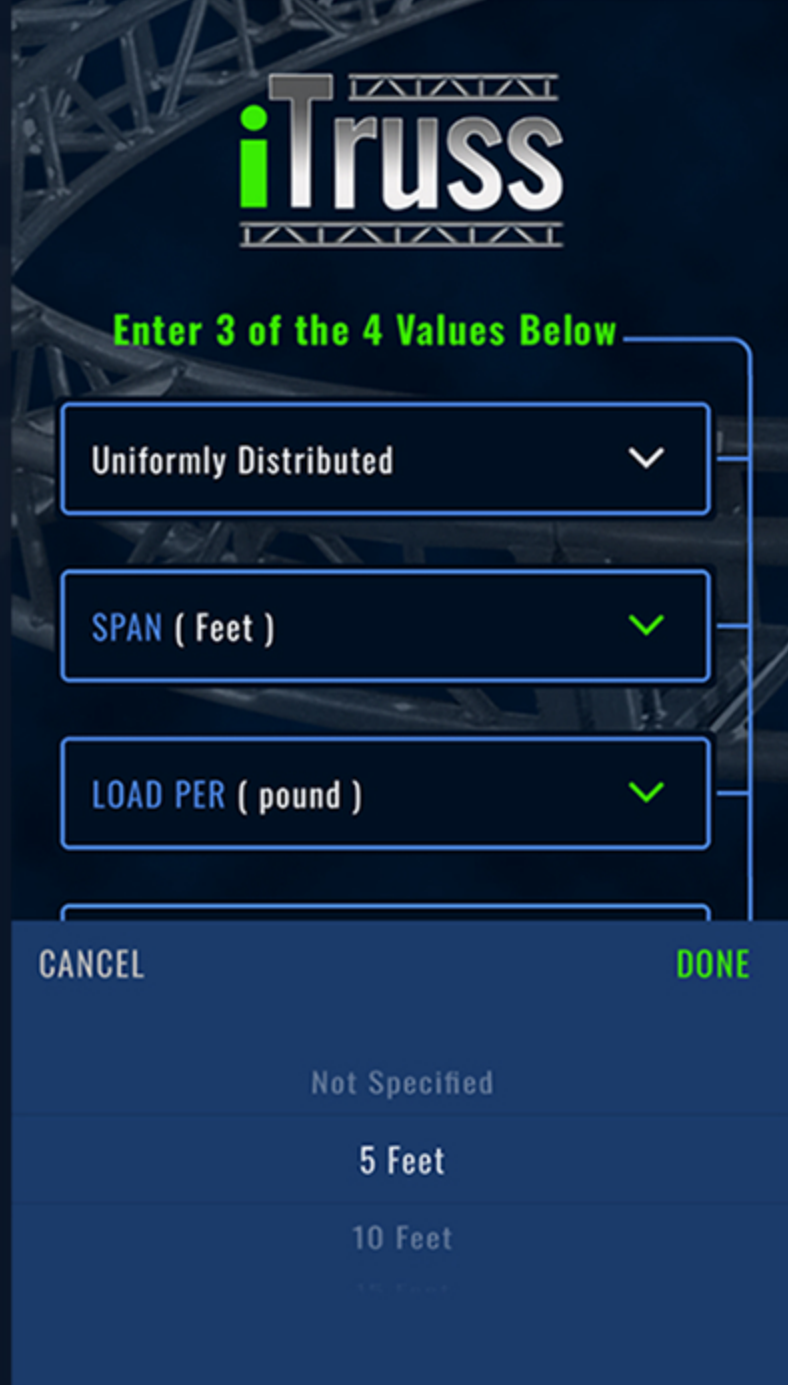 iTruss
Enter 3 of the 4 Values Below
Uniformly Distributed
SPAN ( Feet )
LOAD PER ( pound )
CANCEL
DONE
Not Specified
5 Feet
10 Feet